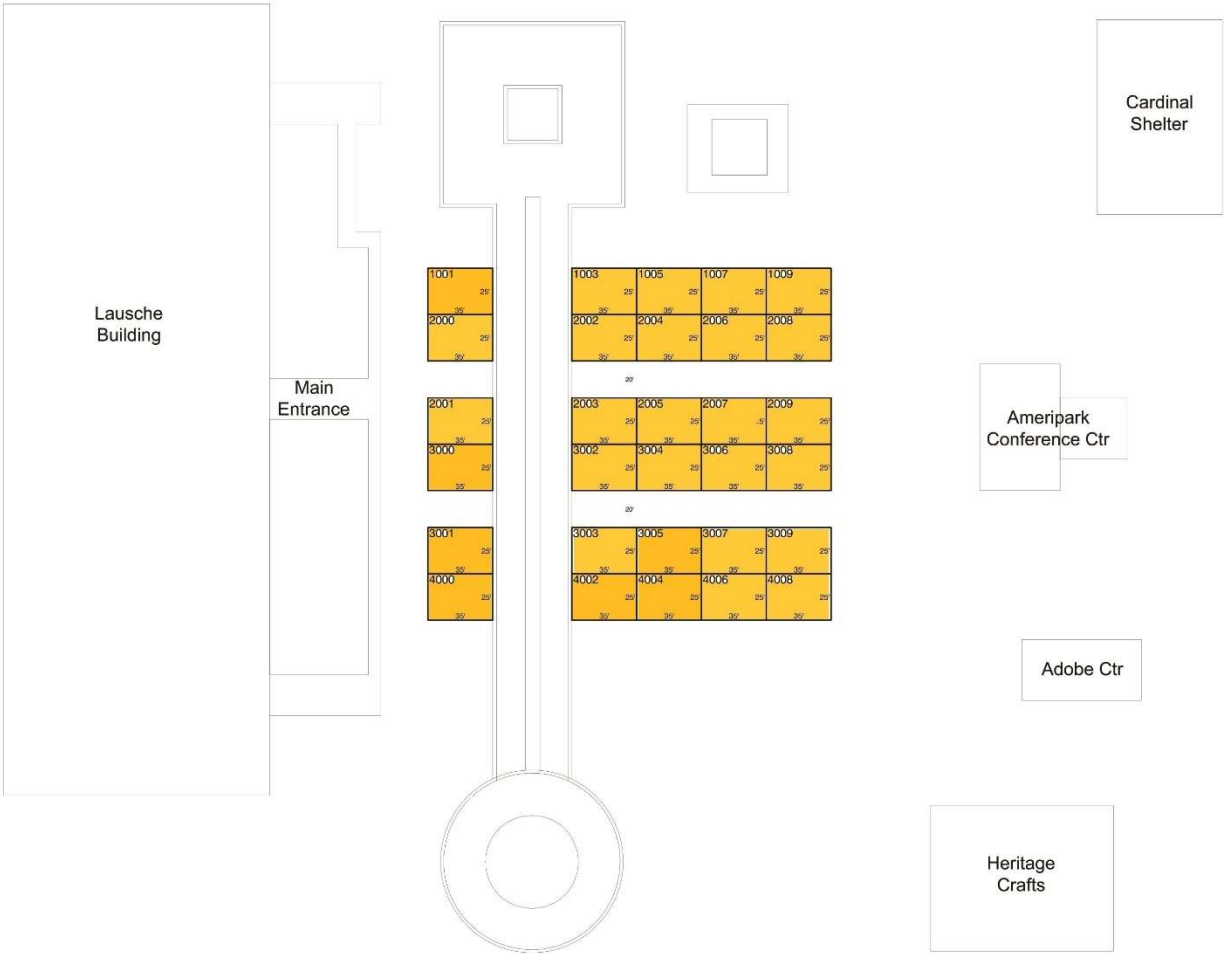 Cardinal
Shelter
Lausche
Building
Main
Entrance
1001 1003 1005 1007 1009
25' 25' 25' 25' 25'
35' 35' 35' 35' 35'
2000 2002 2004 2006 2008
25' 25' 25' 25' 25'
35' 35' 35' 35' 35'
20'
2001 2003 2005 2007 2009
25' 25' 25' .5' 25'
35' 35' 35' 35' 35'
3000 3002 3004 3006 3008
25' 25' 25' 25' 25'
35' 35' 35' 35' 35'
20'
3001 3003 3005 3007 3009
25' 25' 25' 25' 25'
35' 35' 35' 35' 35'
4000 4002 4004 4006 4008
25' 25' 25' 25' 25'
35' 35' 35' 35' 35'
Ameripark
Conference Ctr
Adobe Ctr
Heritage
Crafts